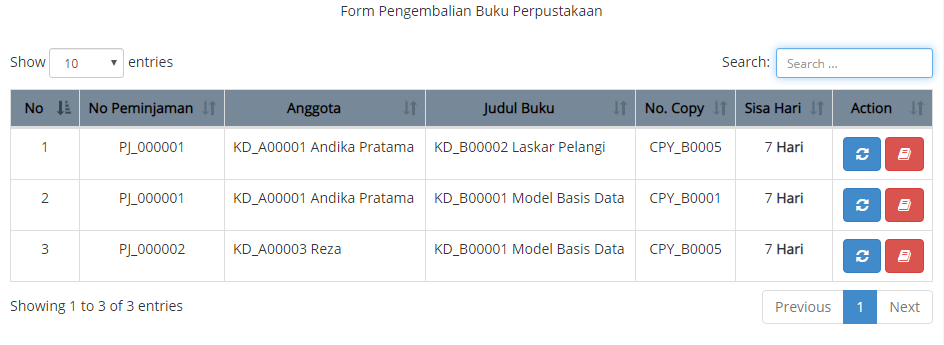 Form Pengembalian Buku Perpustakaan
Show 10 entries Search: Search ...
No No Peminjaman Anggota Judul Buku No. Copy Sisa Hari Action
1 PJ_000001 KD_A00001 Andika Pratama KD_B00002 Laskar Pelangi CPY_B0005 7 Hari
2 PJ_000001 KD_A00001 Andika Pratama KD_B00001 Model Basis Data CPY_B0001 7 Hari
3 PJ_000002 KD_A00003 Reza KD_B00001 Model Basis Data CPY_B0005 7 Hari
Showing 1 to 3 of 3 entries Previous 1 Next